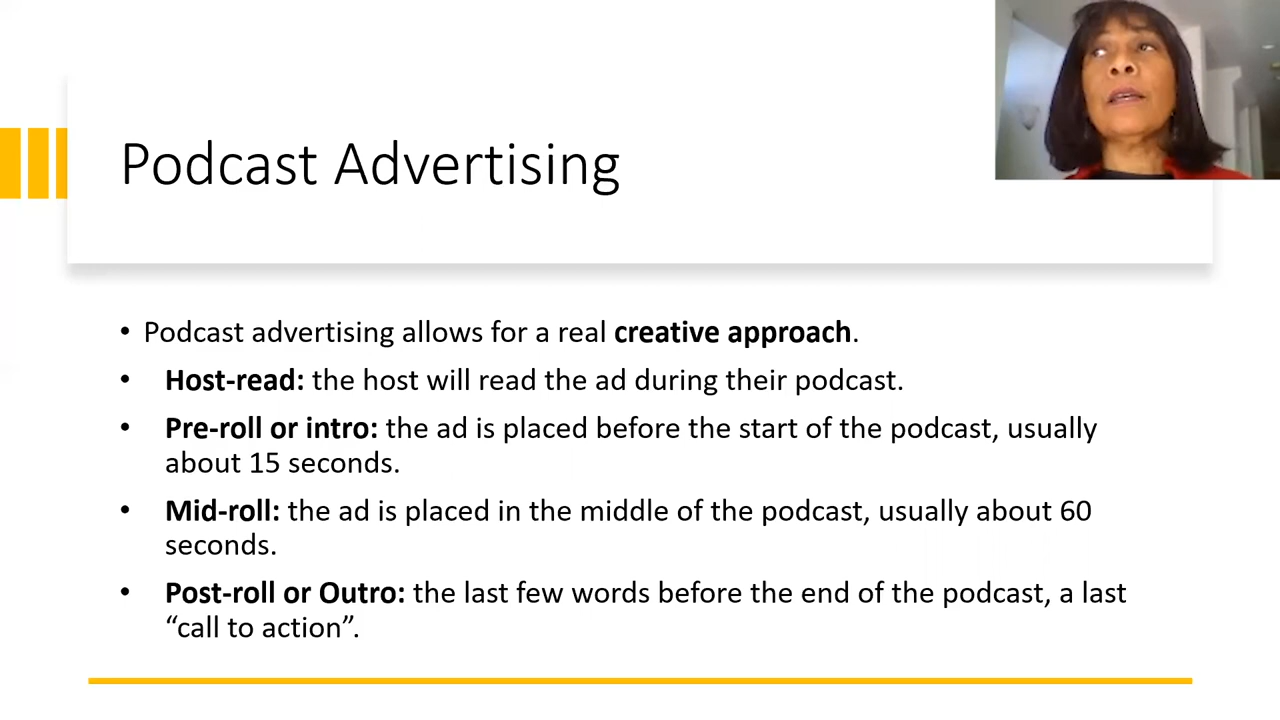 Podcast Advertising
• Podcast advertising allows for a real creative approach.
• Host-read: the host will read the ad during their podcast.
• Pre-roll or intro: the ad is placed before the start of the podcast, usually
about 15 seconds.
• Mid-roll: the ad is placed in the middle of the podcast, usually about 60
seconds.
• Post-roll or Outro: the last few words before the end of the podcast, a last
“call to action”.